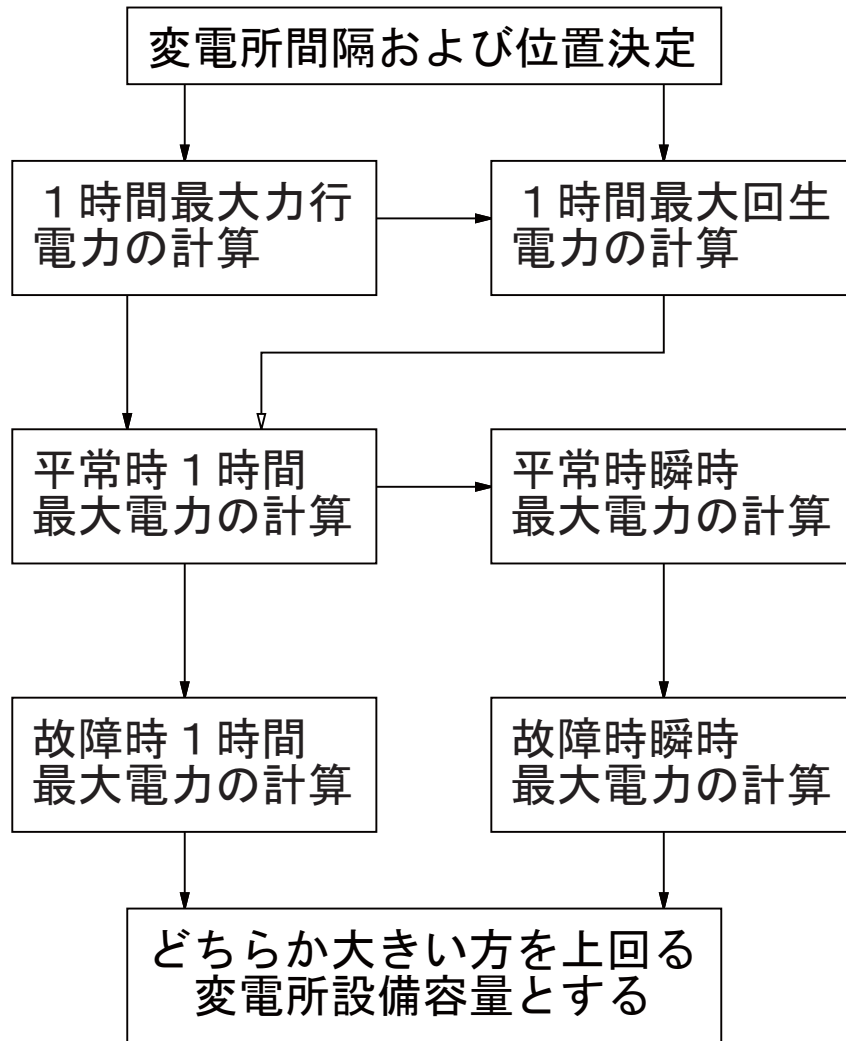 変電所間隔および位置決定
１時間最大力行
電力の計算
１時間最大回生
電力の計算
平常時１時間
最大電力の計算
平常時瞬時
最大電力の計算
故障時１時間
最大電力の計算
故障時瞬時
最大電力の計算
どちらか大きい方を上回る
変電所設備容量とする